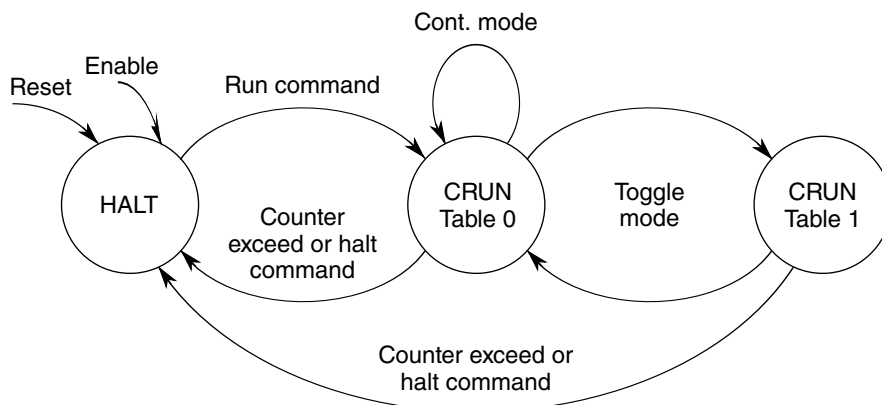 Cont. mode
Enable
Reset
Run command
HALT
CRUN
Table 0
Toggle
mode
CRUN
Table 1
Counter
exceed or halt
command
Counter exceed or
halt command